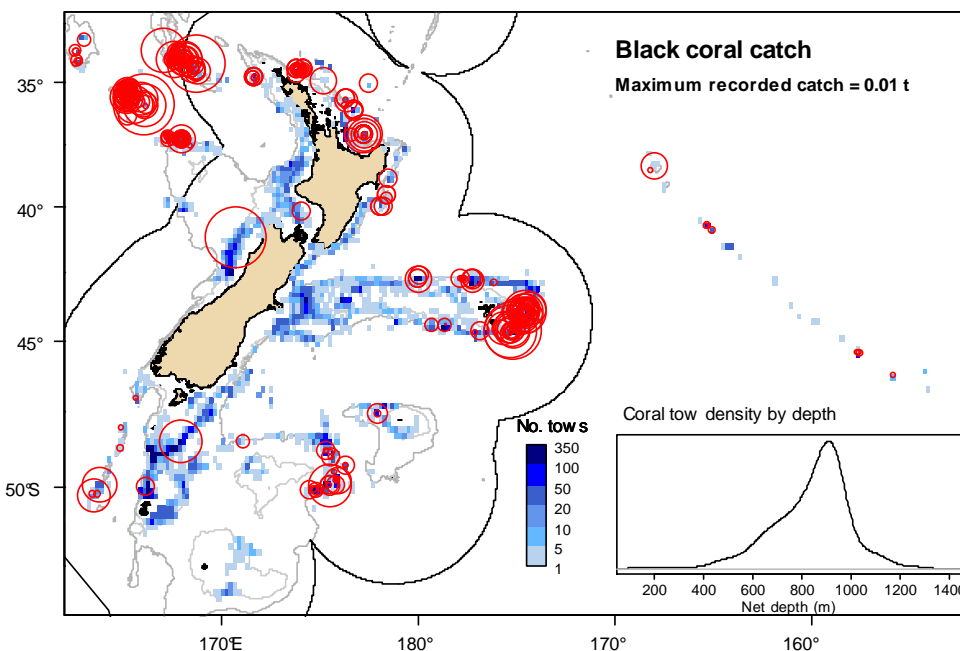 Black coral catch
Maximum recorded catch = 0.01 t
35°
40°
45°
50°S
No. tows
350
100
50
20
10
5
1
Coral tow density by depth
200 400 600 800 1000 1200 1400
Net depth (m)
170°E 180° 170° 160°